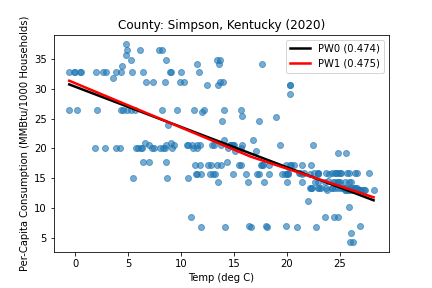 County: Simpson, Kentucky (2020)
PW0 (0.474)
PW1 (0.475)
Per-Capita Consumption (MMBtu/1000 Households)
35
30
25
20
15
10
5
0 5 10 15 20 25
Temp (deg C)